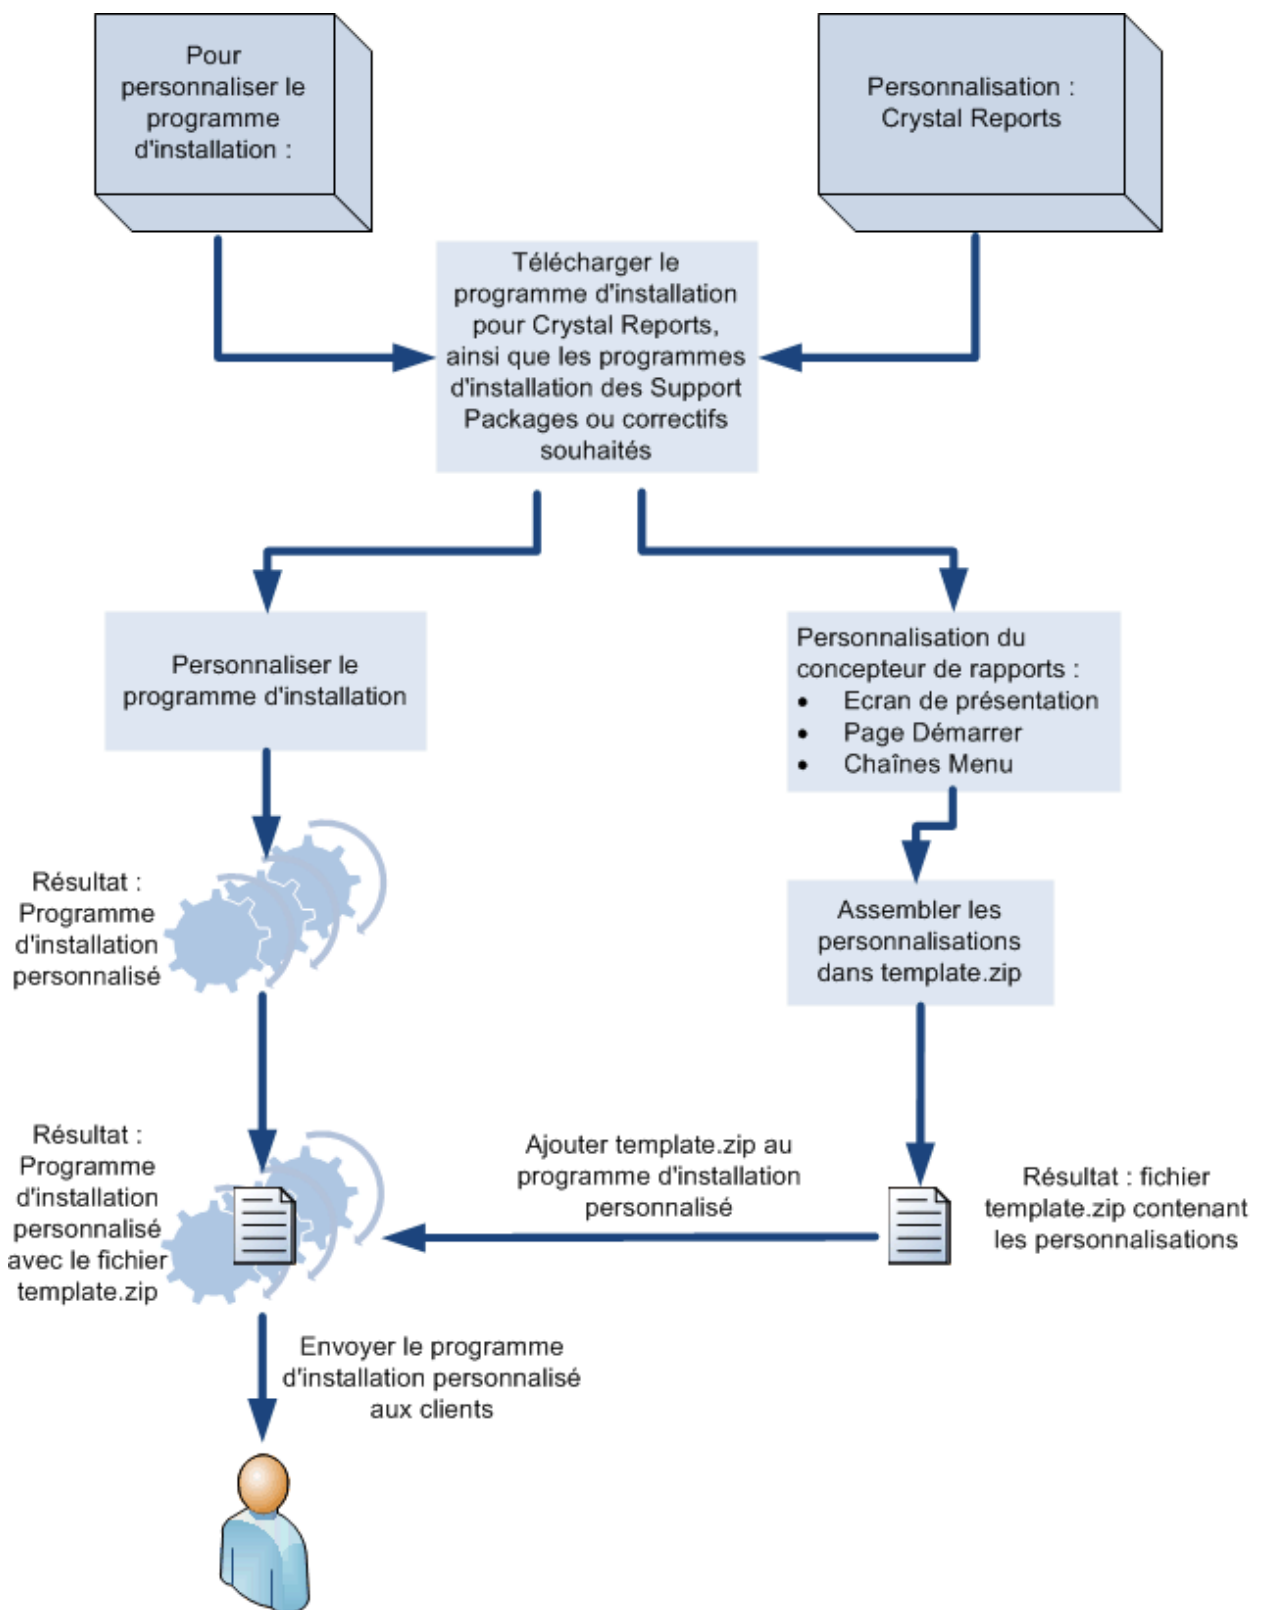 Pour
personnaliser le
programme
d'installation :
Personnalisation :
Crystal Reports
Télécharger le
programme d'installation
pour Crystal Reports,
ainsi que les programmes
d'installation des Support
Packages ou correctifs
souhaités
Personnaliser le
programme d'installation
Personnalisation du
concepteur de rapports :
• Ecran de présentation
• Page Démarrer
• Chaînes Menu
Résultat :
Programme
d'installation
personnalisé
Assembler les
personnalisations
dans template.zip
Résultat :
Programme
d'installation
personnalisé
avec le fichier
template.zip
Ajouter template.zip au
programme d'installation
personnalisé
Résultat : fichier
template.zip contenant
les personnalisations
Envoyer le programme
d'installation personnalisé
aux clients